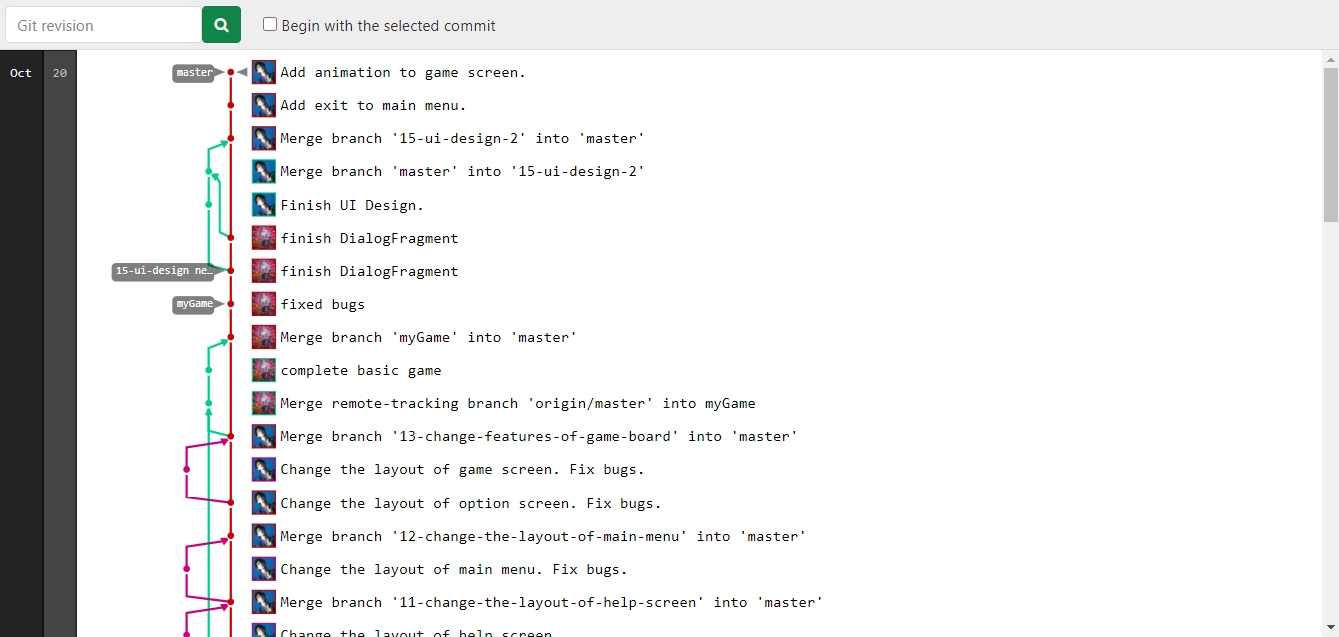 Git revision
Begin with the selected commit
Oct 20 master Add animation to game screen.
Add exit to main menu.
Merge branch '15-ui-design-2' into 'master'
Merge branch 'master' into '15-ui-design-2'
Finish UI Design.
finish DialogFragment
15-ui-design ne… finish DialogFragment
myGame fixed bugs
Merge branch 'myGame' into 'master'
complete basic game
Merge remote-tracking branch 'origin/master' into myGame
Merge branch '13-change-features-of-game-board' into 'master'
Change the layout of game screen. Fix bugs.
Change the layout of option screen. Fix bugs.
Merge branch '12-change-the-layout-of-main-menu' into 'master'
Change the layout of main menu. Fix bugs.
Merge branch '11-change-the-layout-of-help-screen' into 'master'
Change the layout of help screen